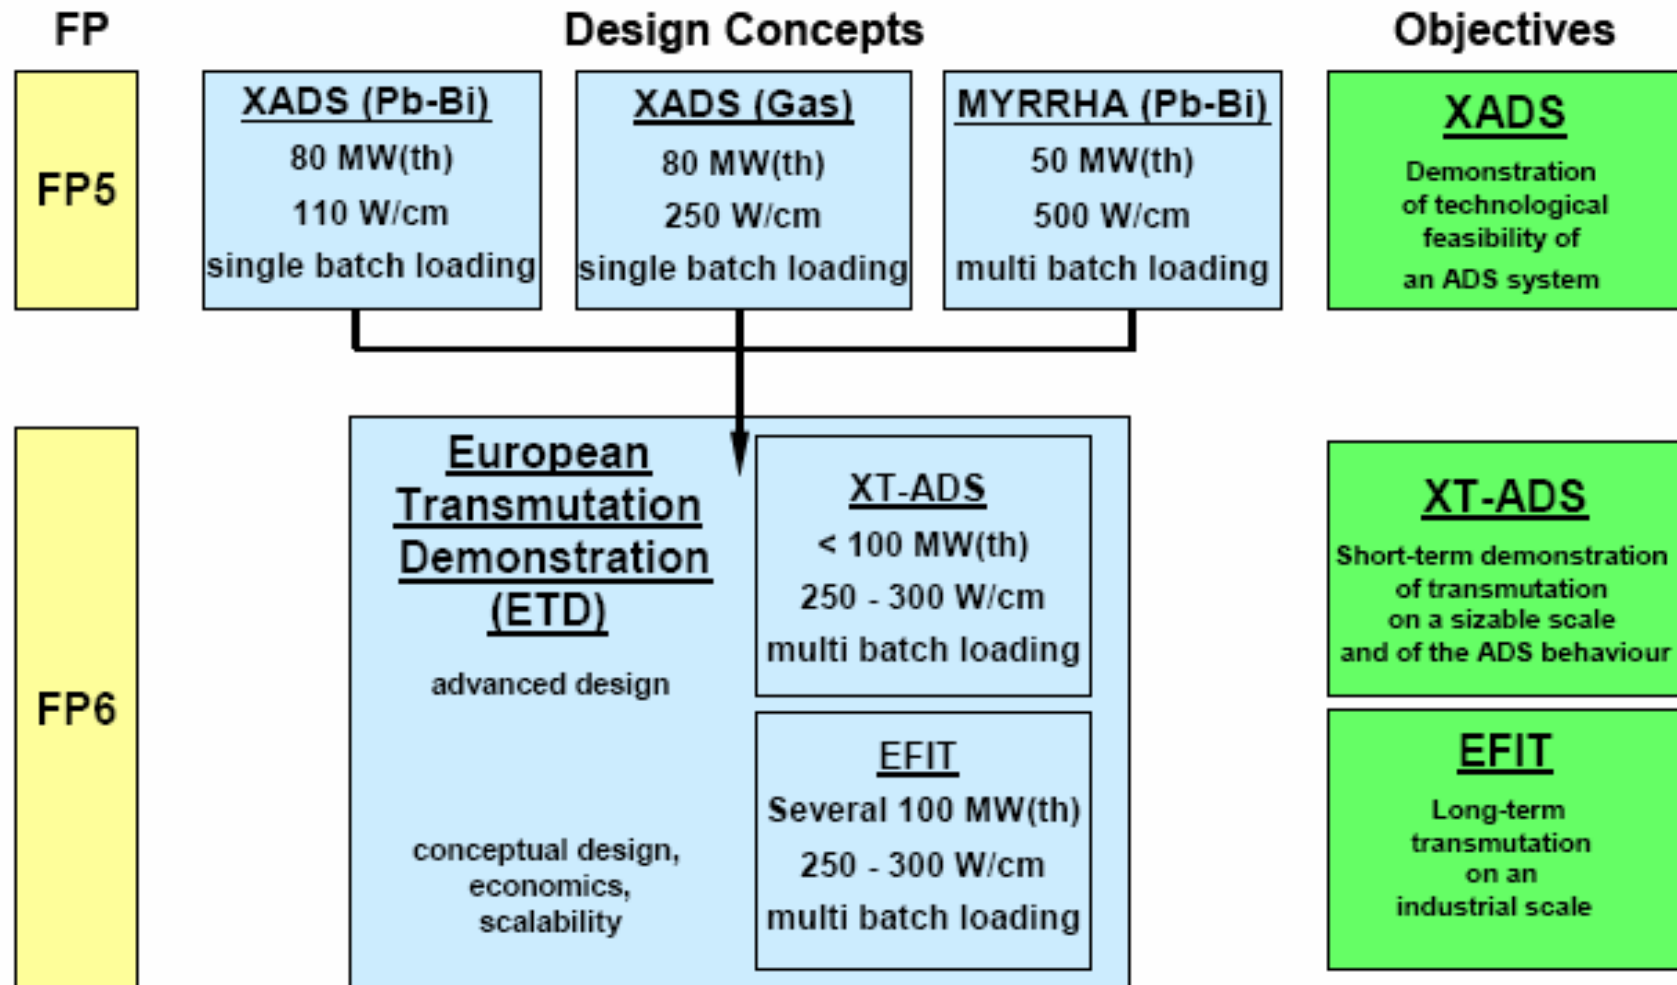 FP
Design Concepts
Objectives
FP5
XADS (Pb-Bi)
80 MW(th)
110 W/cm
single batch loading
XADS (Gas)
80 MW(th)
250 W/cm
single batch loading
MYRRHA (Pb-Bi)
50 MW(th)
500 W/cm
multi batch loading
XADS
Demonstration
of technological
feasibility of
an ADS system
FP6
European
Transmutation
Demonstration
(ETD)
advanced design
conceptual design,
economics,
scalability
XT-ADS
< 100 MW(th)
250 - 300 W/cm
multi batch loading
EFIT
Several 100 MW(th)
250 - 300 W/cm
multi batch loading
XT-ADS
Short-term demonstration
of transmutation
on a sizable scale
and of the ADS behaviour
EFIT
Long-term
transmutation
on an
industrial scale